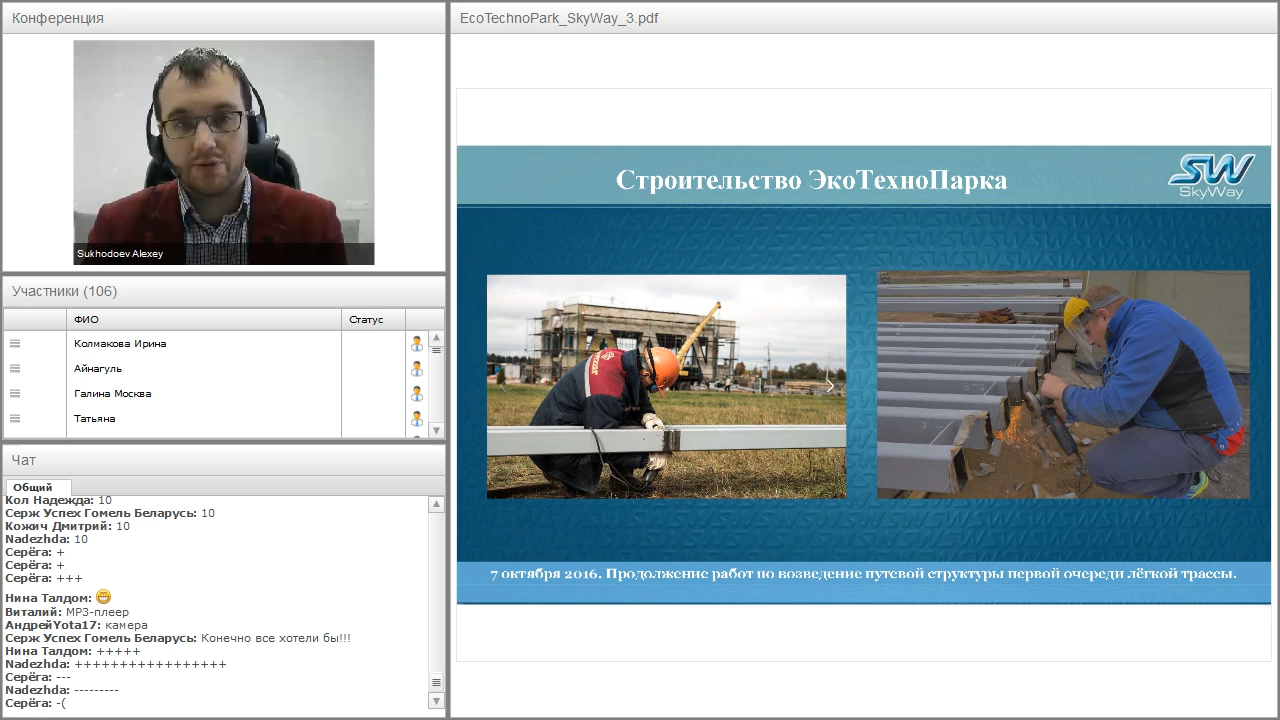 Конференция
Sukhodoev Alexey
Участники (106)
ФИО
Статус
Колмакова Ирина
Айнагуль
Галина Москва
Татьяна
Чат
Общий
Кол Надежда: 10
Серж Успех Гомель Беларусь: 10
Кожич Дмитрий: 10
Nadezhda: 10
Серёга: +
Серёга: +
Серёга: +++
Нина Талдом:
Виталий: MP3-плеер
АндрейYota17: камера
Серж Успех Гомель Беларусь: Конечно все хотели бы!!!
Нина Талдом: +++++
Nadezhda: +++++++++++++++++
Серёга: ---
Nadezhda: ---------
Серёга: -(
EcoTechnoPark_SkyWay_3.pdf
Строительство ЭкоТехноПарка
SW
SkyWay
7 октября 2016. Продолжение работ по возведение путевой структуры первой очереди лёгкой трассы.